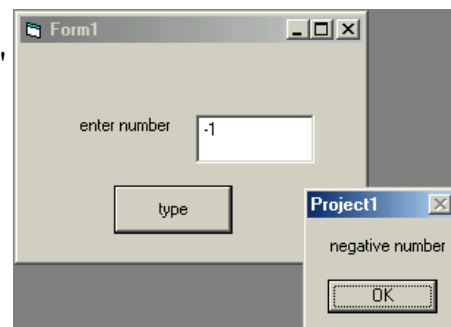 Form1
enter number
-1
type
Project1
negative number
OK